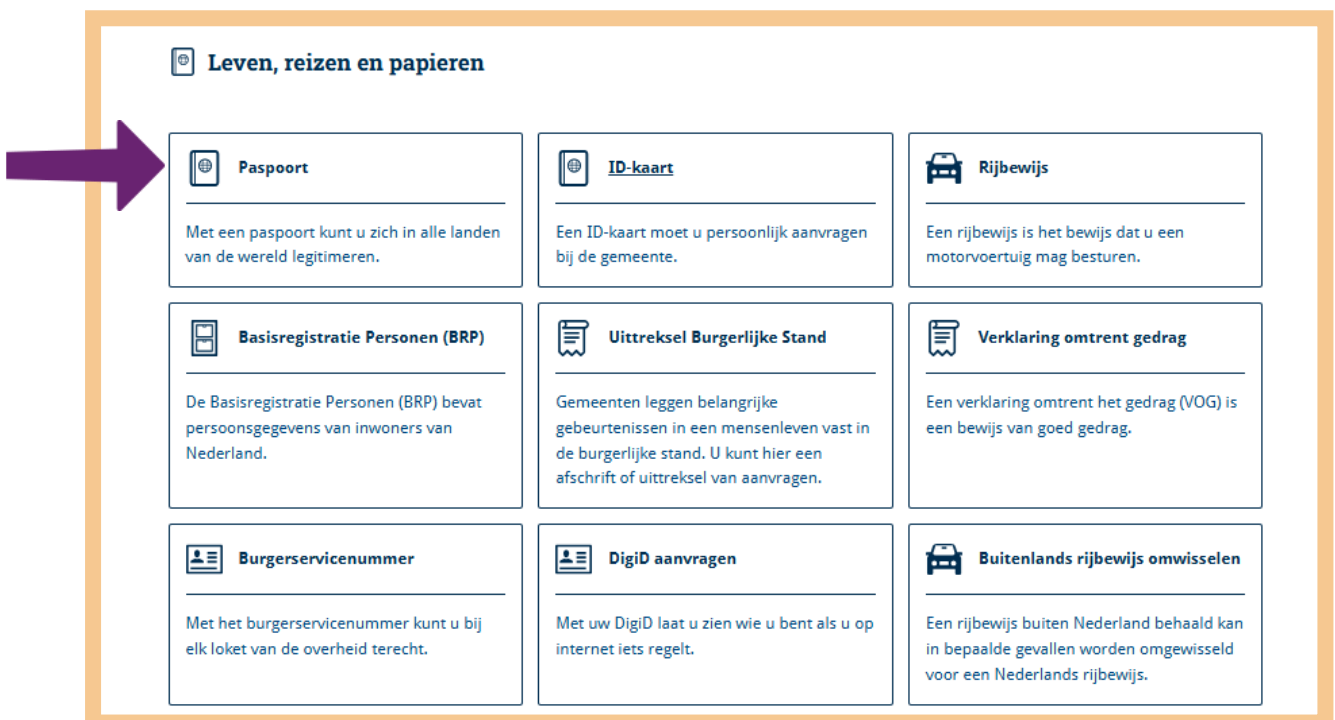 Leven, reizen en papieren
Paspoort
Met een paspoort kunt u zich in alle landen
van de wereld legitimeren.
ID-kaart
Een ID-kaart moet u persoonlijk aanvragen
bij de gemeente.
Rijbewijs
Een rijbewijs is het bewijs dat u een
motorvoertuig mag besturen.
Basisregistratie Personen (BRP)
De Basisregistratie Personen (BRP) bevat
persoonsgegevens van inwoners van
Nederland.
Uittreksel Burgerlijke Stand
Gemeenten leggen belangrijke
gebeurtenissen in een mensenleven vast in
de burgerlijke stand. U kunt hier een
afschrift of uittreksel van aanvragen.
Verklaring omtrent gedrag
Een verklaring omtrent het gedrag (VOG) is
een bewijs van goed gedrag.
Burgerservicenummer
Met het burgerservicenummer kunt u bij
elk loket van de overheid terecht.
DigiD aanvragen
Met uw DigiD laat u zien wie u bent als u op
internet iets regelt.
Buitenlands rijbewijs omwisselen
Een rijbewijs buiten Nederland behaald kan
in bepaalde gevallen worden omgewisseld
voor een Nederlands rijbewijs.